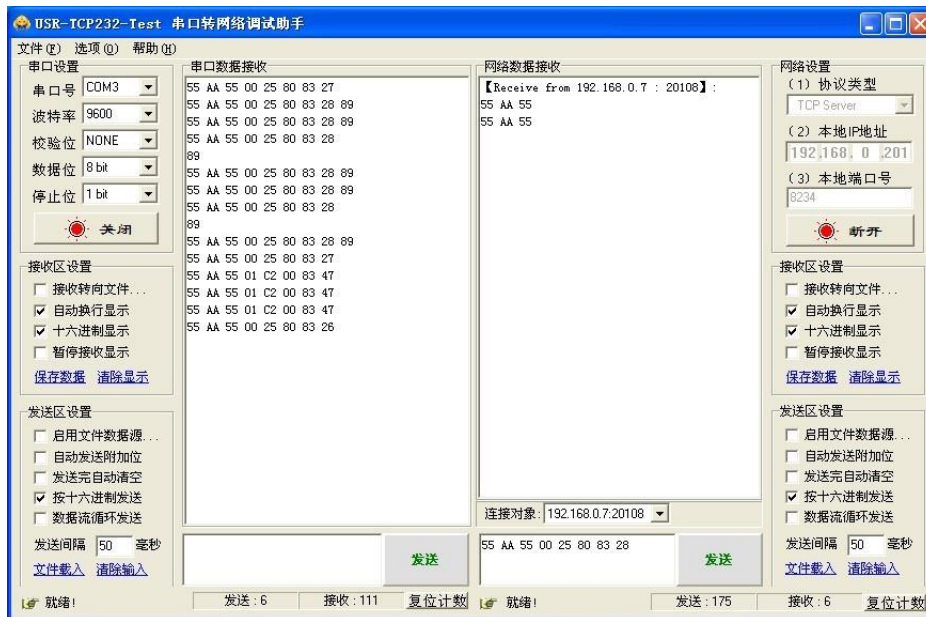 USR-TCP232-Test 串口转网络调试助手
文件(F) 选项(O) 帮助(H)
串口设置
串口号 COM3
波特率 9600
校验位 NONE
数据位 8 bit
停止位 1 bit
关闭
接收区设置
接收转向文件...
自动换行显示
十六进制显示
暂停接收显示
保存数据 清除显示
发送区设置
启用文件数据源...
自动发送附加位
发送完自动清空
按十六进制发送
数据流循环发送
发送间隔 50 毫秒
文件载入 清除输入
串口数据接收
55 AA 55 00 25 80 83 27
55 AA 55 00 25 80 83 28 89
55 AA 55 00 25 80 83 28 89
55 AA 55 00 25 80 83 28
89
55 AA 55 00 25 80 83 28 89
55 AA 55 00 25 80 83 28 89
55 AA 55 00 25 80 83 28
89
55 AA 55 00 25 80 83 28 89
55 AA 55 00 25 80 83 27
55 AA 55 01 C2 00 83 47
55 AA 55 01 C2 00 83 47
55 AA 55 01 C2 00 83 47
55 AA 55 00 25 80 83 26
发送
网络数据接收
【Receive from 192.168.0.7 : 20108】:
55 AA 55
55 AA 55
连接对象: 192.168.0.7:20108
55 AA 55 00 25 80 83 28
发送
网络设置
(1) 协议类型
TCP Server
(2) 本地IP地址
192.168. 0 .201
(3) 本地端口号
8234
断开
接收区设置
接收转向文件...
自动换行显示
十六进制显示
暂停接收显示
保存数据 清除显示
发送区设置
启用文件数据源...
自动发送附加位
发送完自动清空
按十六进制发送
数据流循环发送
发送间隔 50 毫秒
文件载入 清除输入
就绪! 发送:6 接收:111 复位计数
就绪! 发送:175 接收:6 复位计数